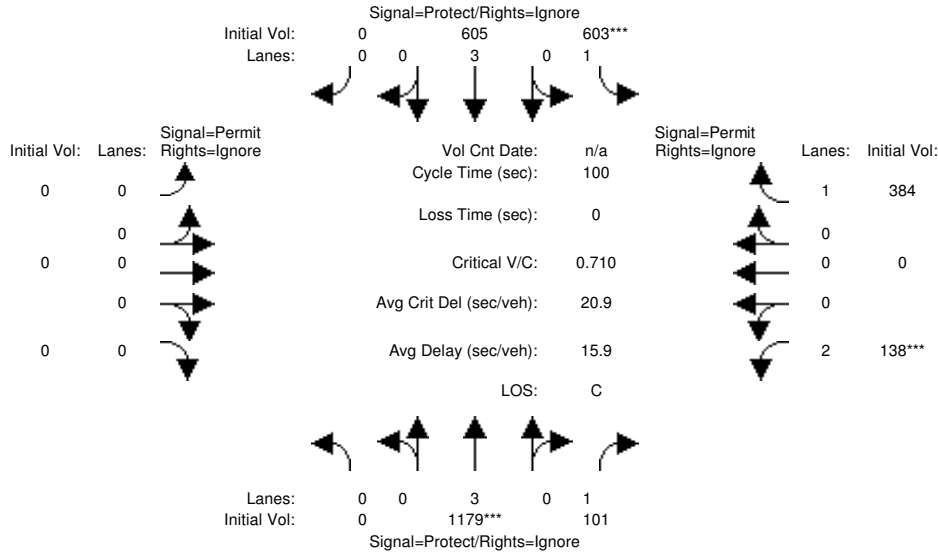 Signal=Protect/Rights=Ignore
Initial Vol: 0 605 603***
Lanes: 0 0 3 0 1
Signal=Permit
Initial Vol: Lanes: Rights=Ignore
Vol Cnt Date: n/a
Signal=Permit
Rights=Ignore Lanes: Initial Vol:
Cycle Time (sec): 100
0 0
1 384
Loss Time (sec): 0
0
0
0 0
Critical V/C: 0.710
0 0
0
Avg Crit Del (sec/veh): 20.9
0
0 0
Avg Delay (sec/veh): 15.9
2 138***
LOS: C
Lanes: 0 0 3 0 1
Initial Vol: 0 1179*** 101
Signal=Protect/Rights=Ignore